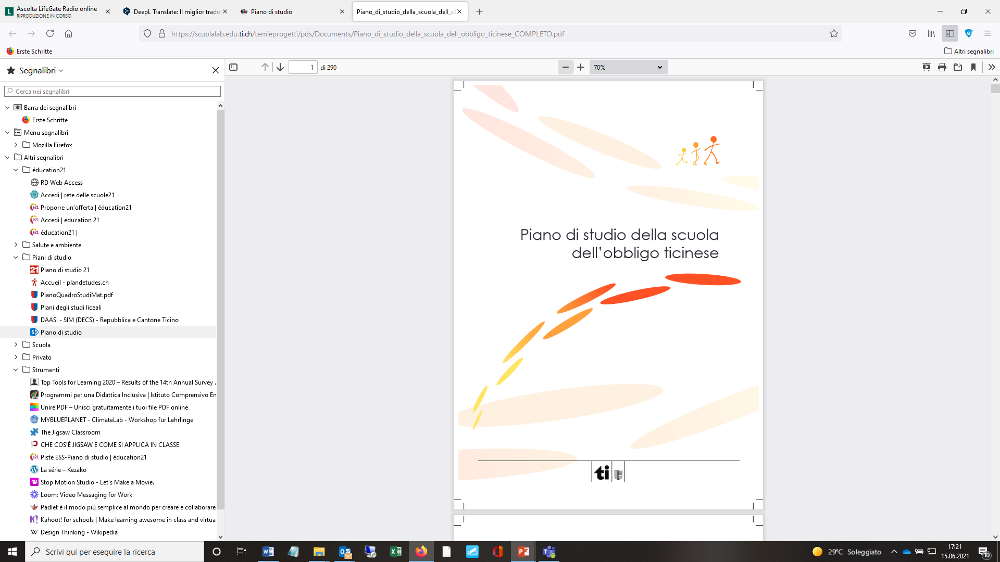 Ascolta LifeGate Radio online
RIPRODUZIONE IN CORSO
DeepL Translate: Il miglior tradut
Piano di studio
Piano_di_studio_della_scuola_dell_o
https://scuolalab.edu.ti.ch/temieprogetti/pds/Documents/Piano_di_studio_della_scuola_dell_obbligo_ticinese_COMPLETO.pdf
Erste Schritte
Altri segnalibri
Segnalibri
1 di 290
70%
Cerca nei segnalibri
Barra dei segnalibri
Erste Schritte
Menu segnalibri
Mozilla Firefox
Altri segnalibri
éducation21
RD Web Access
Accedi | rete delle scuole21
Proporre un'offerta | éducation21
Accedi | education 21
éducation21 |
Salute e ambiente
Piani di studio
Piano di studio 21
Accueil - plandetudes.ch
PianoQuadroStudiMat.pdf
Piani degli studi liceali
DAASI - SIM (DECS) - Repubblica e Cantone Ticino
Piano di studio
Scuola
Privato
Strumenti
Top Tools for Learning 2020 – Results of the 14th Annual Survey .
Programmi per una Didattica Inclusiva | Istituto Comprensivo En
Unire PDF – Unisci gratuitamente i tuoi file PDF online
MYBLUEPLANET - ClimateLab - Workshop für Lehrlinge
The Jigsaw Classroom
CHE COS'È JIGSAW E COME SI APPLICA IN CLASSE.
Piste ESS-Piano di studio | éducation21
La série – Kezako
Stop Motion Studio - Let's Make a Movie.
Loom: Video Messaging for Work
Padlet è il modo più semplice al mondo per creare e collaborare
Kahoot! for schools | Make learning awesome in class and virtua
Design Thinking - Wikipedia
Piano di studio della scuola
dell'obbligo ticinese
ti
Scrivi qui per eseguire la ricerca
29°C Soleggiato
17:21
15.06.2021
10